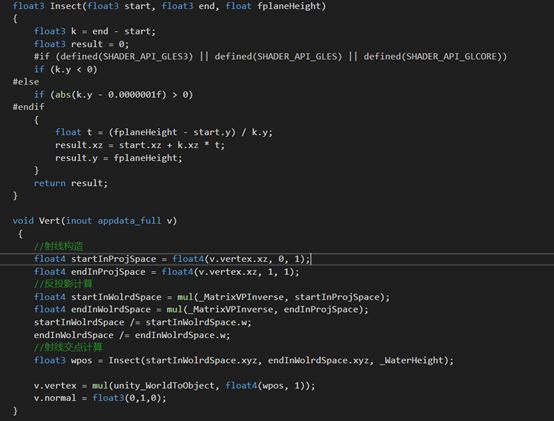 float3 Insect(float3 start, float3 end, float fplaneHeight)
{
    float3 k = end - start;
    float3 result = 0;
    #if (defined(SHADER_API_GLES3) || defined(SHADER_API_GLES) || defined(SHADER_API_GLCORE))
    if (k.y < 0)
#else
    if (abs(k.y - 0.0000001f) > 0)
#endif
    {
        float t = (fplaneHeight - start.y) / k.y;
        result.xz = start.xz + k.xz * t;
        result.y = fplaneHeight;
    }
    return result;
}

void Vert(inout appdata_full v)
 {
    //射线构造
    float4 startInProjSpace = float4(v.vertex.xz, 0, 1);
    float4 endInProjSpace = float4(v.vertex.xz, 1, 1);
    //反投影计算
    float4 startInWolrdSpace = mul(_MatrixVPInverse, startInProjSpace);
    float4 endInWolrdSpace = mul(_MatrixVPInverse, endInProjSpace);
    startInWolrdSpace /= startInWolrdSpace.w;
    endInWolrdSpace /= endInWolrdSpace.w;
    //射线交点计算
    float3 wpos = Insect(startInWolrdSpace.xyz, endInWolrdSpace.xyz, _WaterHeight);

    v.vertex = mul(unity_WorldToObject, float4(wpos, 1));
    v.normal = float3(0,1,0);
}